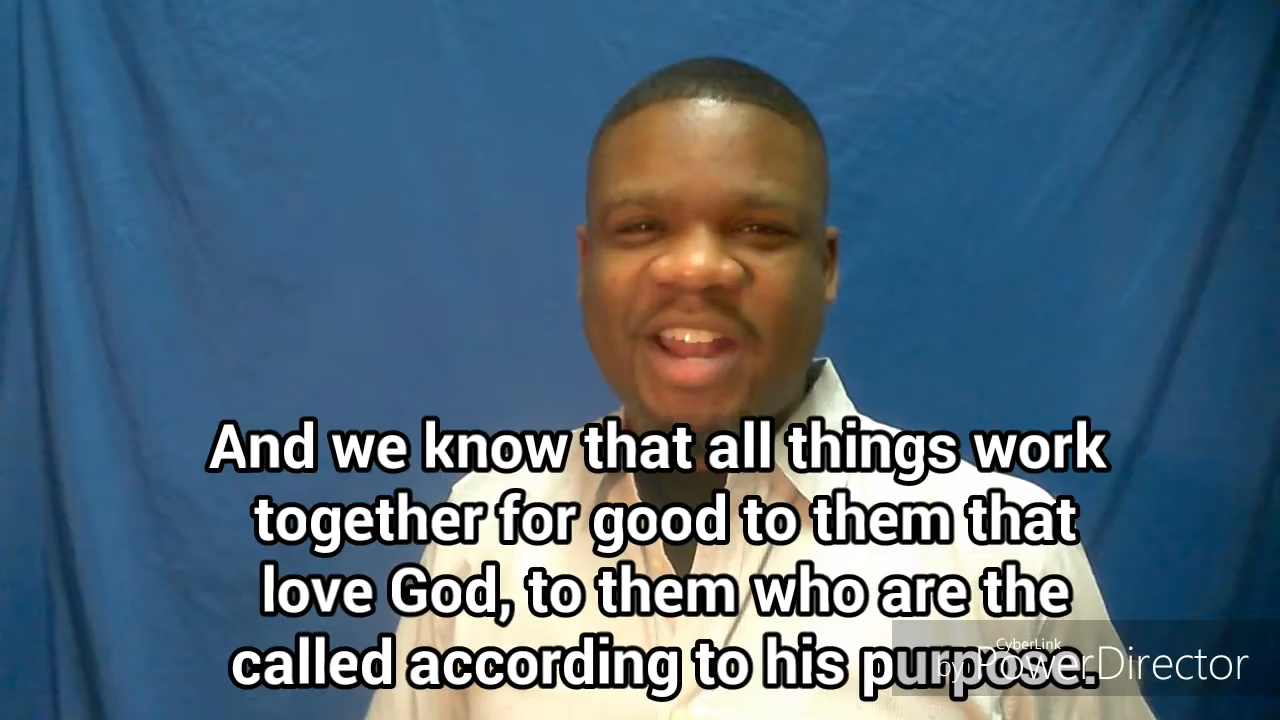 And we know that all things work
together for good to them that
love God, to them who are the
called according to his purpose.
CyberLink
by PowerDirector